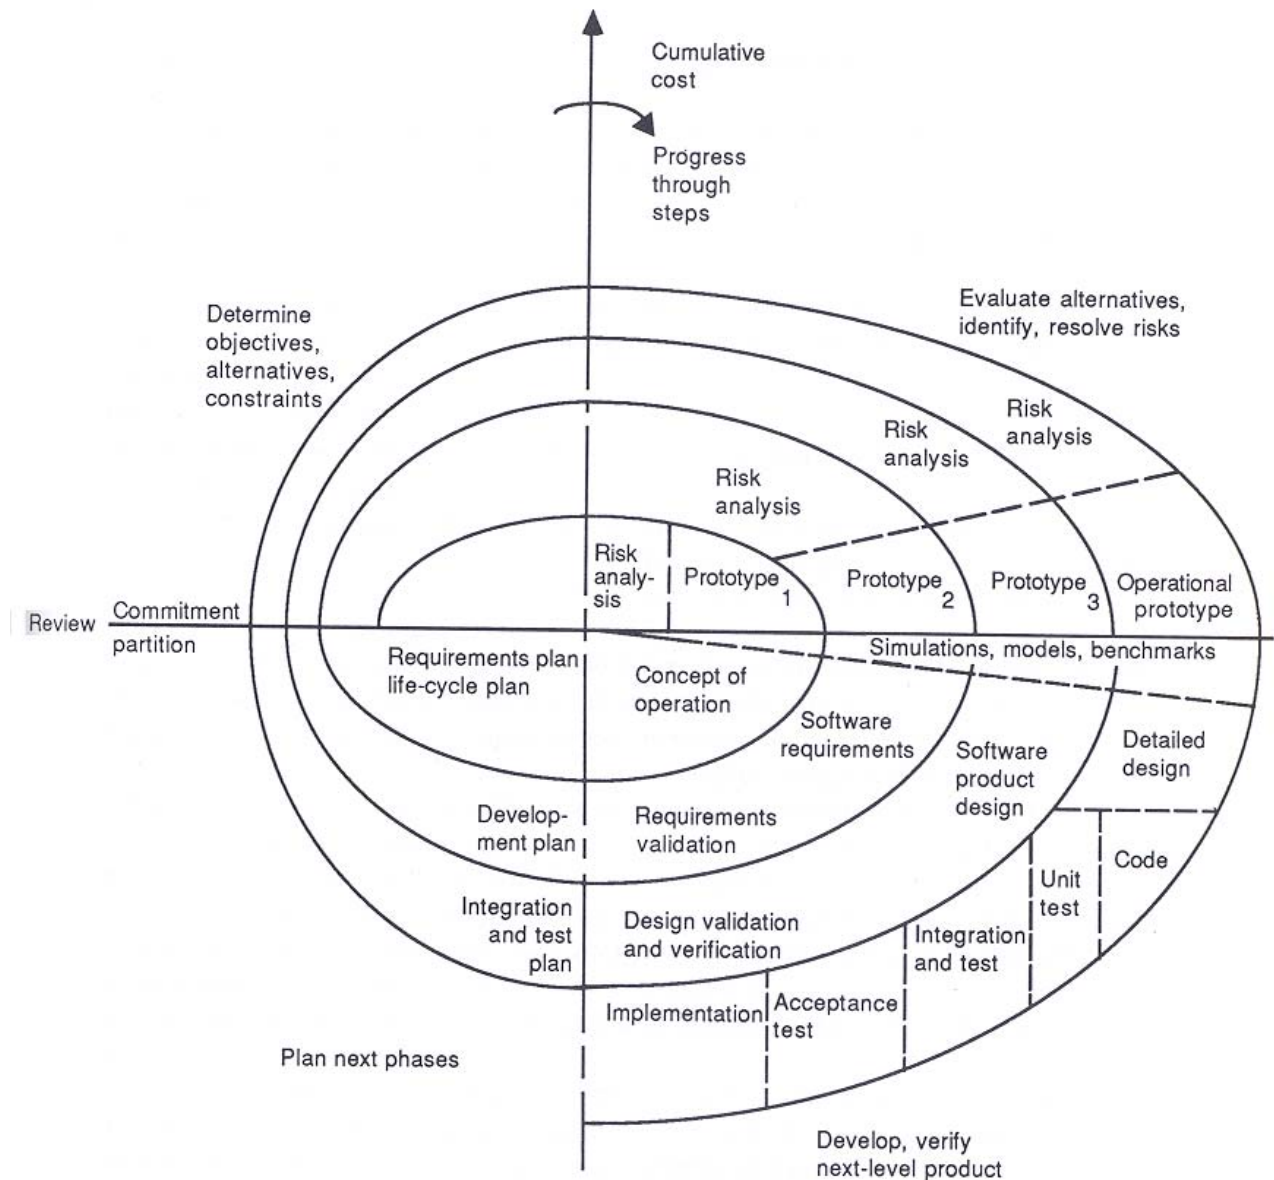 Cumulative
cost
Progress
through
steps
Determine
objectives,
alternatives,
constraints
Evaluate alternatives,
identify, resolve risks
Risk
analysis
Risk
analysis
Risk
analysis
Risk
analy-
sis
Prototype 1
Prototype 2
Prototype 3
Operational
prototype
Review
Commitment
partition
Simulations, models, benchmarks
Requirements plan
life-cycle plan
Concept of
operation
Software
requirements
Software
product
design
Detailed
design
Develop-
ment plan
Requirements
validation
Code
Unit
test
Integration
and test
plan
Design validation
and verification
Integration
and test
Implementation
Acceptance
test
Plan next phases
Develop, verify
next-level product